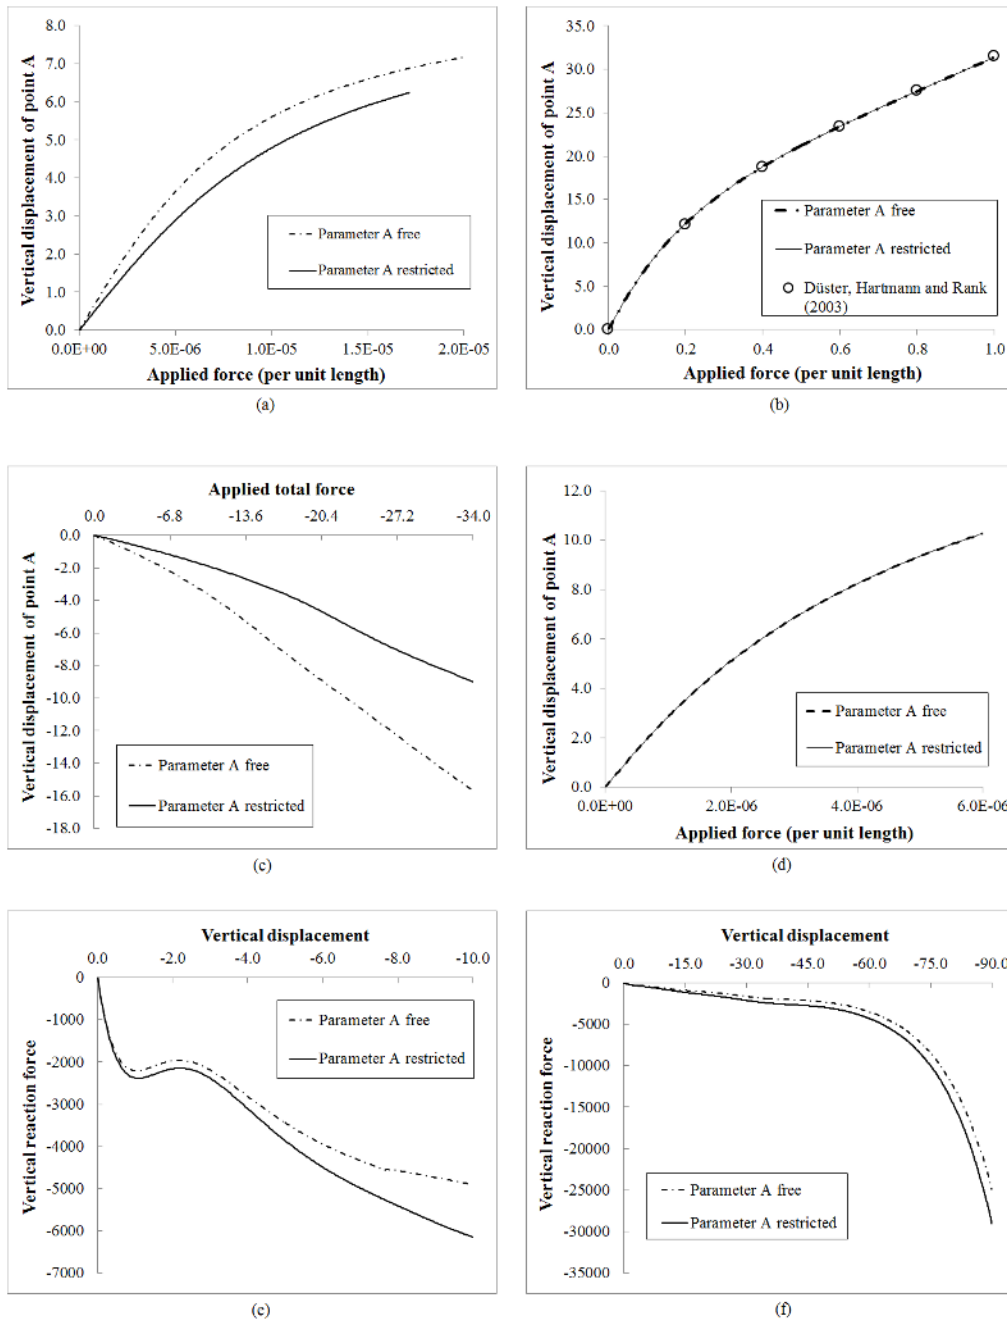 8.0
7.0
6.0
5.0
4.0
3.0
2.0
1.0
0.0
Vertical displacement of point A
Parameter A free
Parameter A restricted
0.0E+00 5.0E-06 1.0E-05 1.5E-05 2.0E-05
Applied force (per unit length)
(a)
35.0
30.0
25.0
20.0
15.0
10.0
5.0
0.0
Vertical displacement of point A
Parameter A free
Parameter A restricted
Düster, Hartmann and Rank
(2003)
0.0 0.2 0.4 0.6 0.8 1.0
Applied force (per unit length)
(b)
Applied total force
0.0 -6.8 -13.6 -20.4 -27.2 -34.0
0.0
-2.0
-4.0
-6.0
-8.0
-10.0
-12.0
-14.0
-16.0
-18.0
Vertical displacement of point A
Parameter A free
Parameter A restricted
(c)
12.0
10.0
8.0
6.0
4.0
2.0
0.0
Vertical displacement of point A
Parameter A free
Parameter A restricted
0.0E+00 2.0E-06 4.0E-06 6.0E-06
Applied force (per unit length)
(d)
Vertical displacement
0.0 -2.0 -4.0 -6.0 -8.0 -10.0
0
-1000
-2000
-3000
-4000
-5000
-6000
-7000
Vertical reaction force
Parameter A free
Parameter A restricted
(e)
Vertical displacement
0.0 -15.0 -30.0 -45.0 -60.0 -75.0 -90.0
0
-5000
-10000
-15000
-20000
-25000
-30000
-35000
Vertical reaction force
Parameter A free
Parameter A restricted
(f)